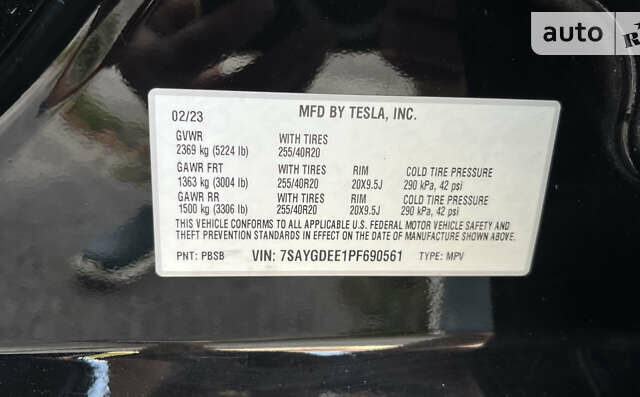 auto
02/23 MFD BY TESLA, INC.
GVWR WITH TIRES
2369 kg (5224 lb) 255/40R20
GAWR FRT WITH TIRES RIM COLD TIRE PRESSURE
1363 kg (3004 lb) 255/40R20 20X9.5J 290 kPa, 42 psi
GAWR RR WITH TIRES RIM COLD TIRE PRESSURE
1500 kg (3306 lb) 255/40R20 20X9.5J 290 kPa, 42 psi
THIS VEHICLE CONFORMS TO ALL APPLICABLE U.S. FEDERAL MOTOR VEHICLE SAFETY AND
THEFT PREVENTION STANDARDS IN EFFECT ON THE DATE OF MANUFACTURE SHOWN ABOVE.
PNT: PBSB VIN: 7SAYGDEE1PF690561 TYPE: MPV